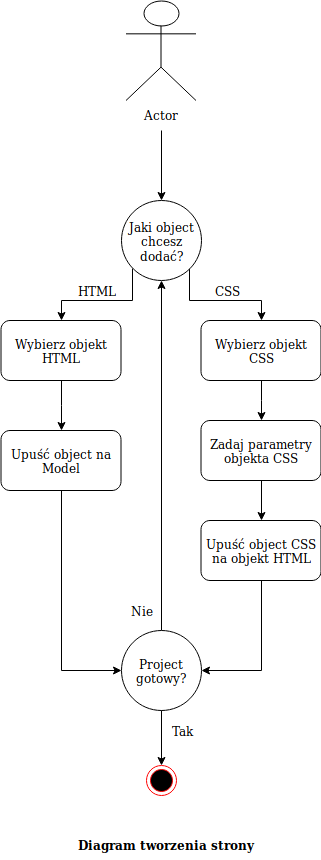 Actor
Jaki object
chcesz
dodać?
HTML
CSS
Wybierz objekt
HTML
Wybierz objekt
CSS
Upuść object na
Model
Zadaj parametry
objekta CSS
Upuść object CSS
na objekt HTML
Nie
Project
gotowy?
Tak
Diagram tworzenia strony